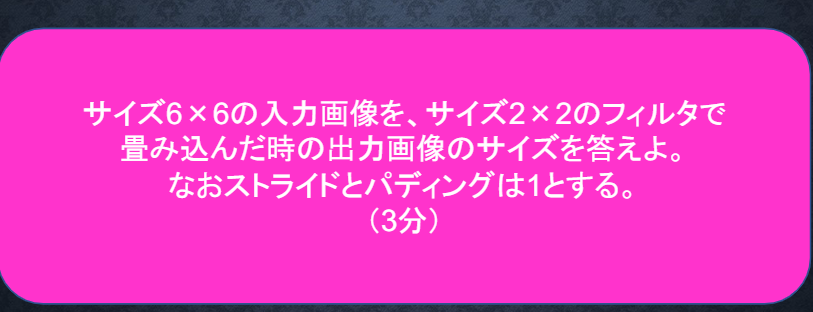 サイズ6×6の入力画像を、サイズ2×2のフィルタで
畳み込んだ時の出力画像のサイズを答えよ。
なおストライドとパディングは1とする。
（3分）